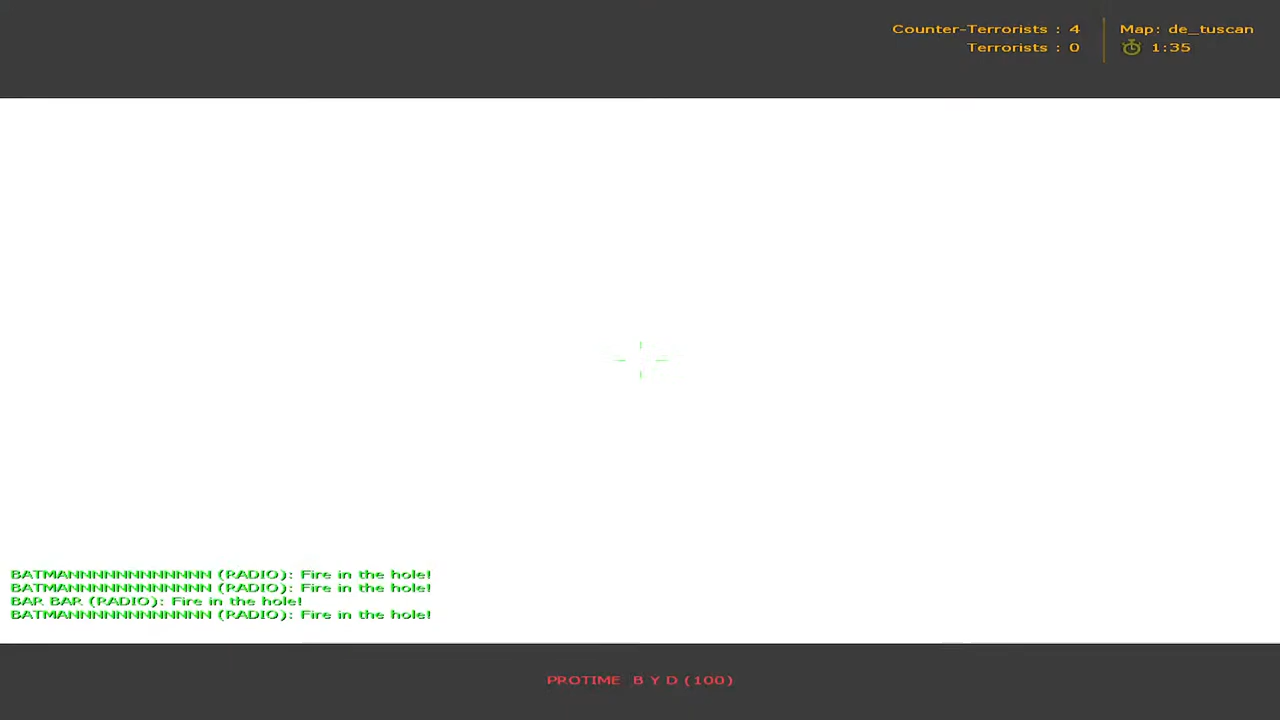 Counter-Terrorists : 4
Terrorists : 0
Map: de_tuscan
1:35
BATMANNNNNNNNNNNNN (RADIO): Fire in the hole!
BATMANNNNNNNNNNNNN (RADIO): Fire in the hole!
BAR BAR (RADIO): Fire in the hole!
BATMANNNNNNNNNNNNN (RADIO): Fire in the hole!
PROTIME B Y D (100)